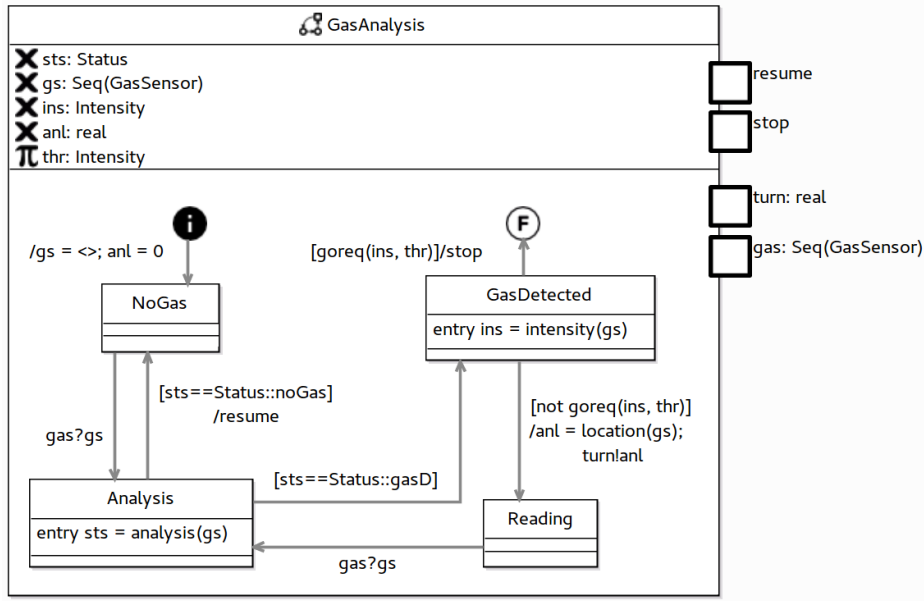 GasAnalysis
sts: Status
gs: Seq(GasSensor)
ins: Intensity
anl: real
π thr: Intensity
resume
stop
turn: real
gas: Seq(GasSensor)
i
F
/gs = <>; anl = 0
[goreq(ins, thr)]/stop
NoGas
GasDetected
entry ins = intensity(gs)
[sts==Status::noGas]
/resume
[not goreq(ins, thr)]
/anl = location(gs);
turn!anl
gas?gs
[sts==Status::gasD]
Analysis
entry sts = analysis(gs)
Reading
gas?gs